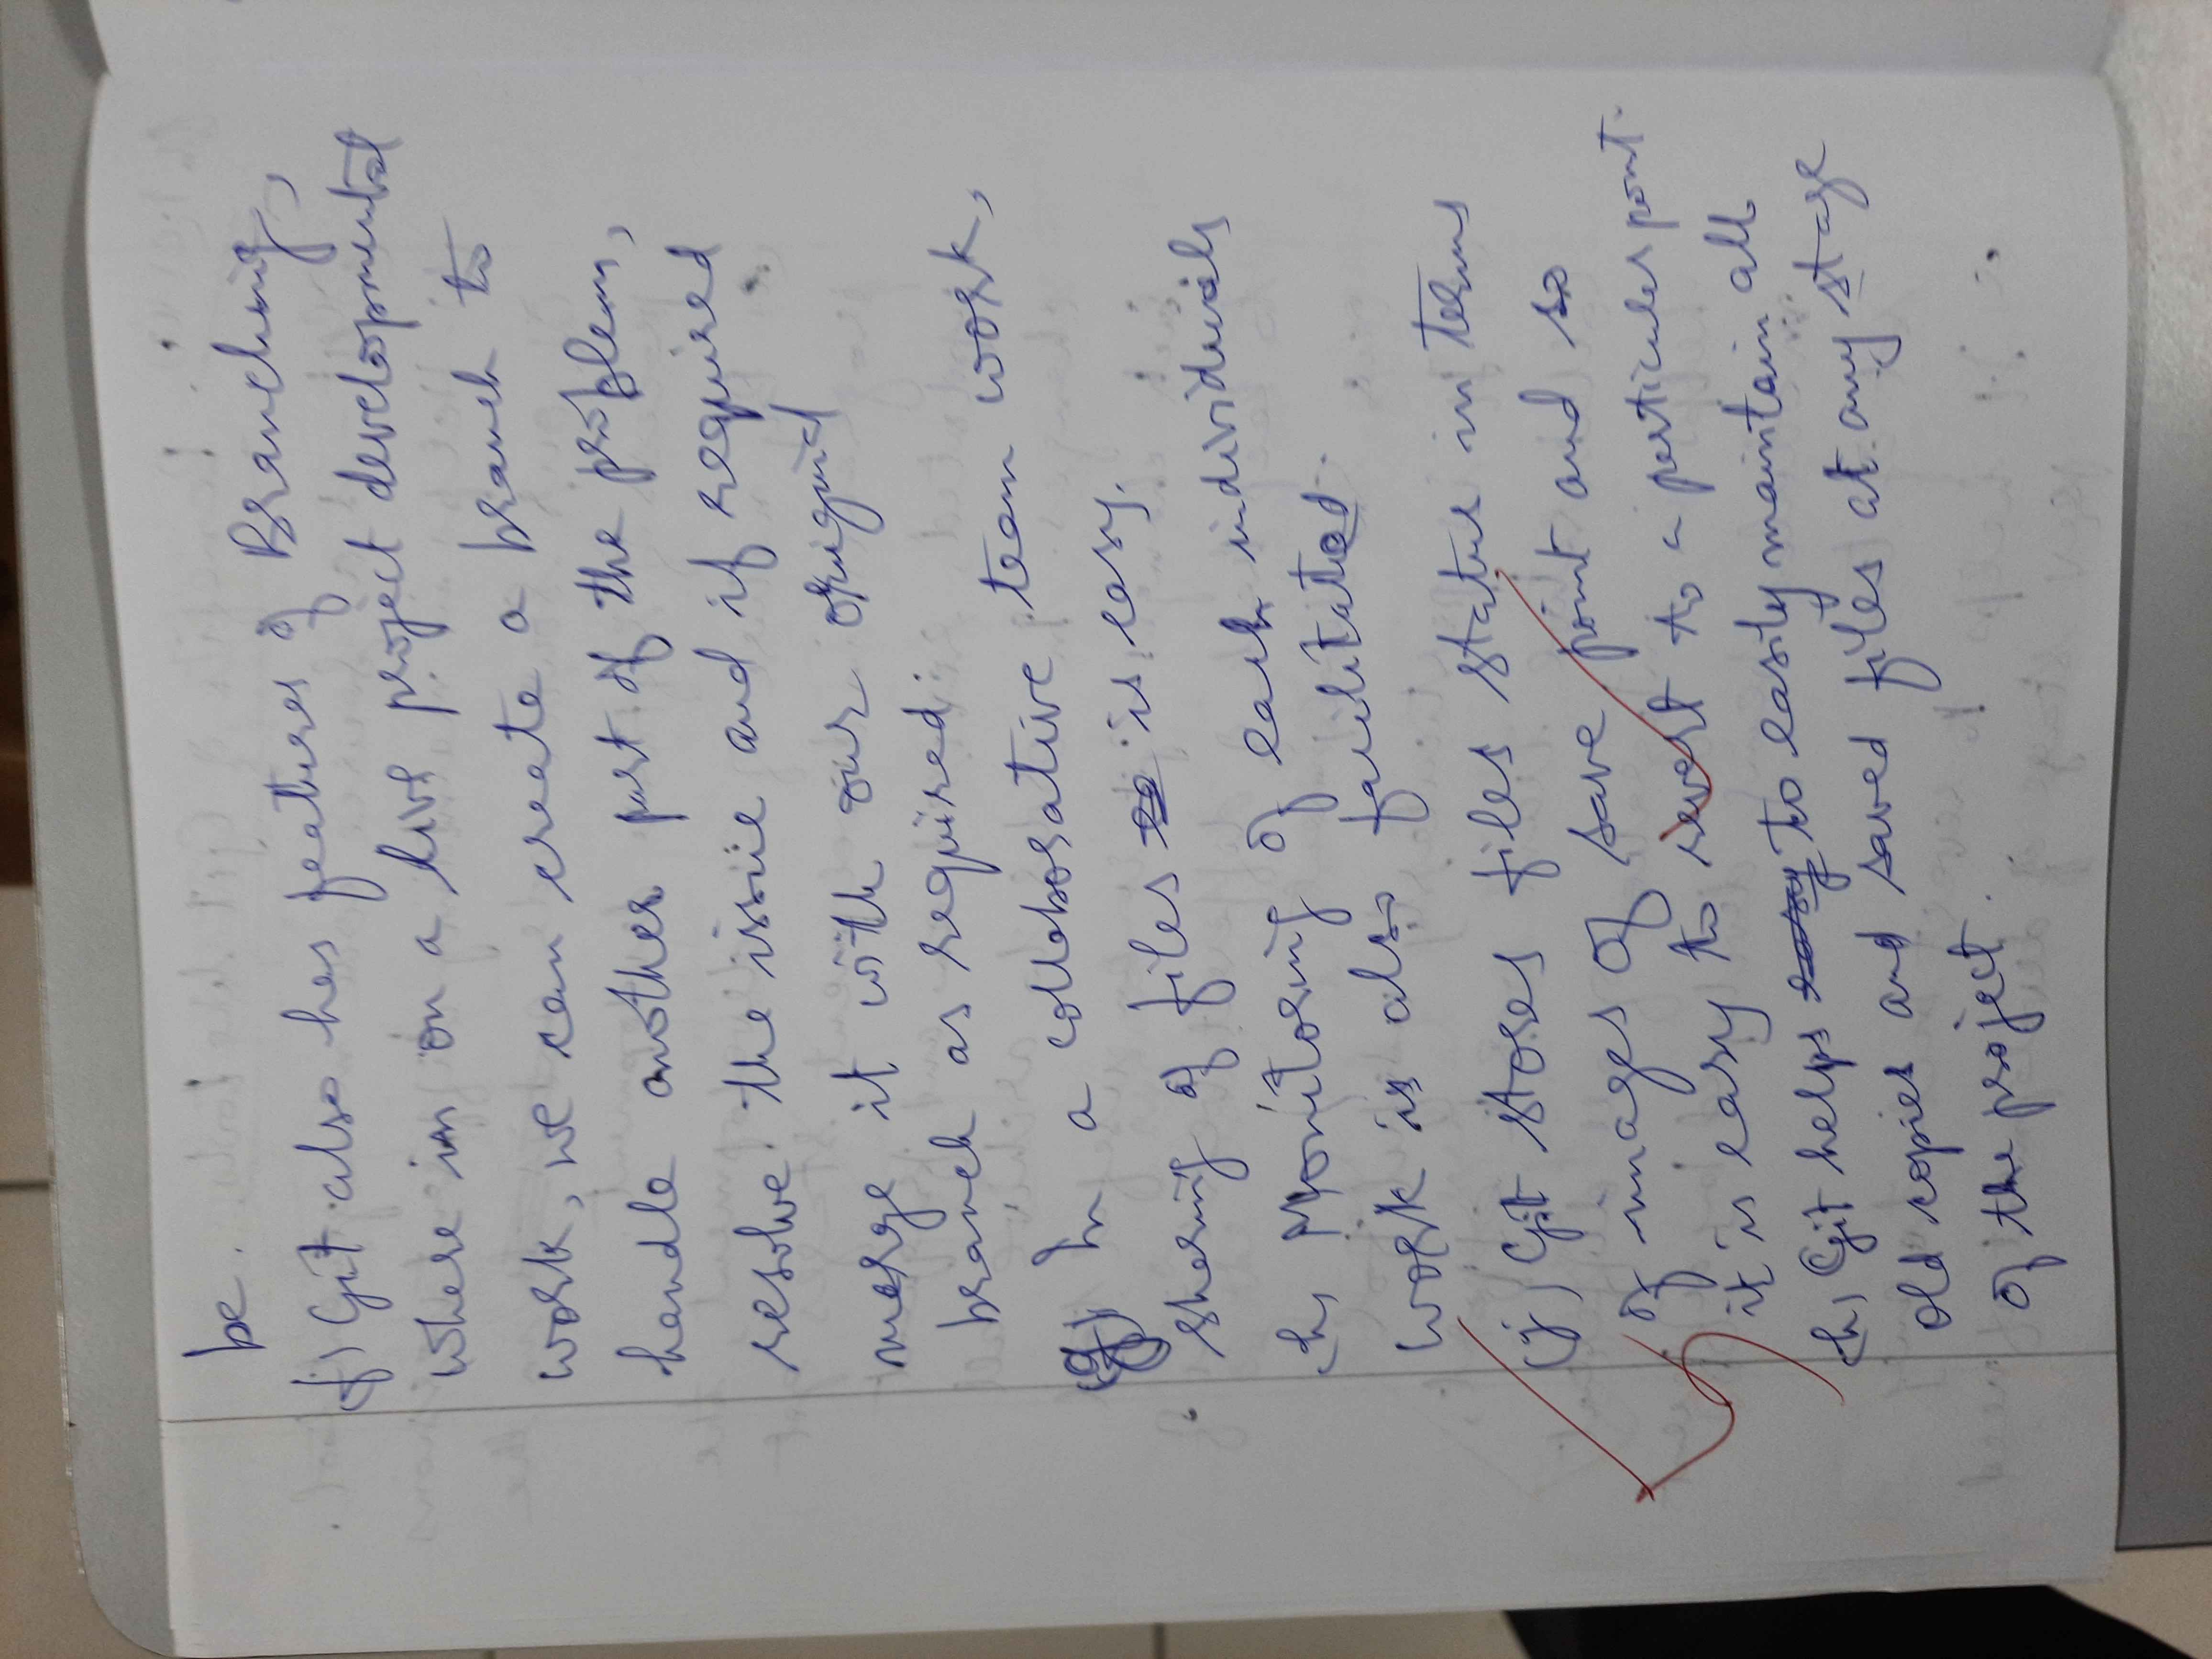 be.
(f) Git also has features of Branching,
where in on a live project developmental
work, we can create a branch to
handle another part of the problem,
resolve the issue and if required
merge it with our original
branch as required.
(g) In a collaborative team work,
sharing of files is easy.
(h) Monitoring of each individuals
work is also facilitated.
(j) Git stores files status in terms
of images of save point and so
it is easy to revert to a particular point.
(h) Git helps easy to easily maintain all
old copies and saved files at any stage
of the project.